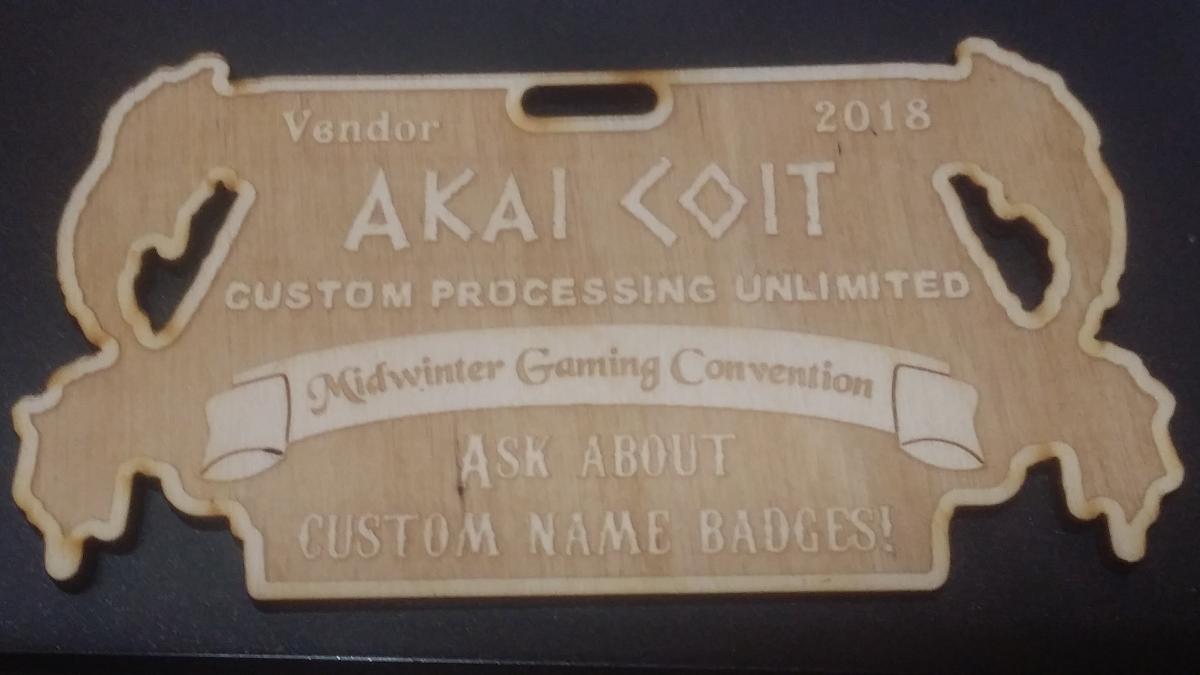 Vendor 2018
AKAI COIT
CUSTOM PROCESSING UNLIMITED
Midwinter Gaming Convention
ASK ABOUT
CUSTOM NAME BADGES!